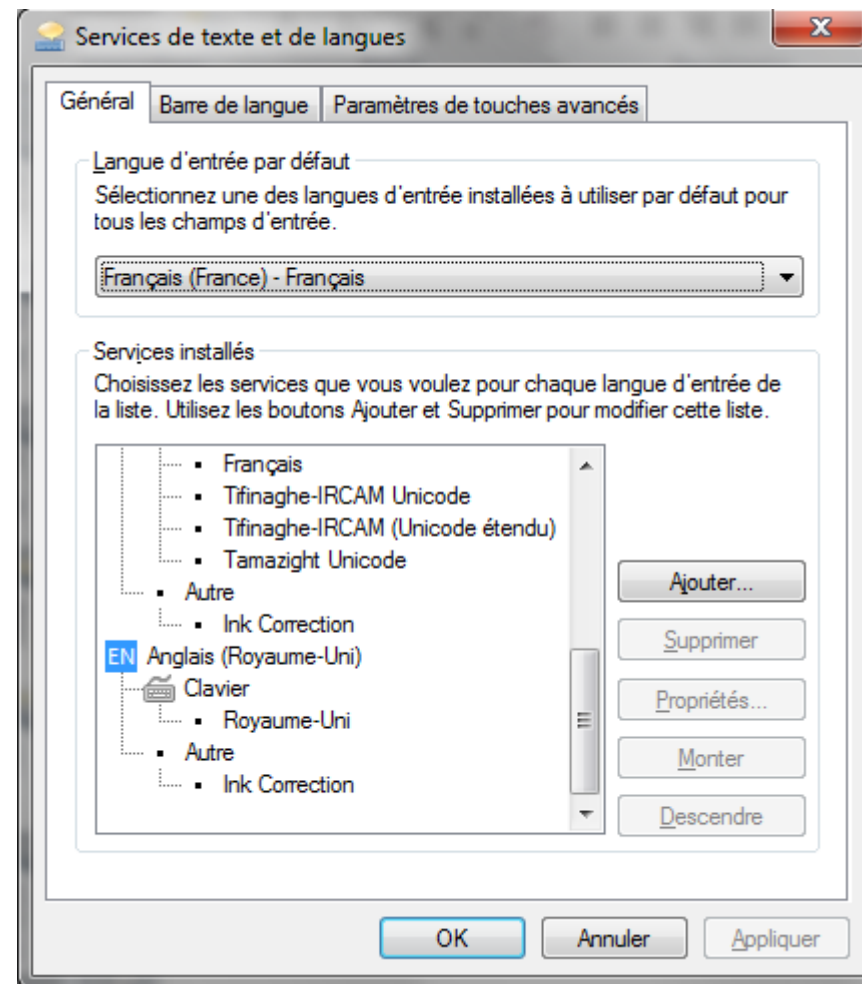 Services de texte et de langues
Général
Barre de langue
Paramètres de touches avancés
Langue d'entrée par défaut
Sélectionnez une des langues d'entrée installées à utiliser par défaut pour
tous les champs d'entrée.
Français (France) - Français
Services installés
Choisissez les services que vous voulez pour chaque langue d'entrée de
la liste. Utilisez les boutons Ajouter et Supprimer pour modifier cette liste.
Français
Tifinaghe-IRCAM Unicode
Tifinaghe-IRCAM (Unicode étendu)
Tamazight Unicode
Autre
Ink Correction
EN Anglais (Royaume-Uni)
Clavier
Royaume-Uni
Autre
Ink Correction
Ajouter...
Supprimer
Propriétés...
Monter
Descendre
OK
Annuler
Appliquer